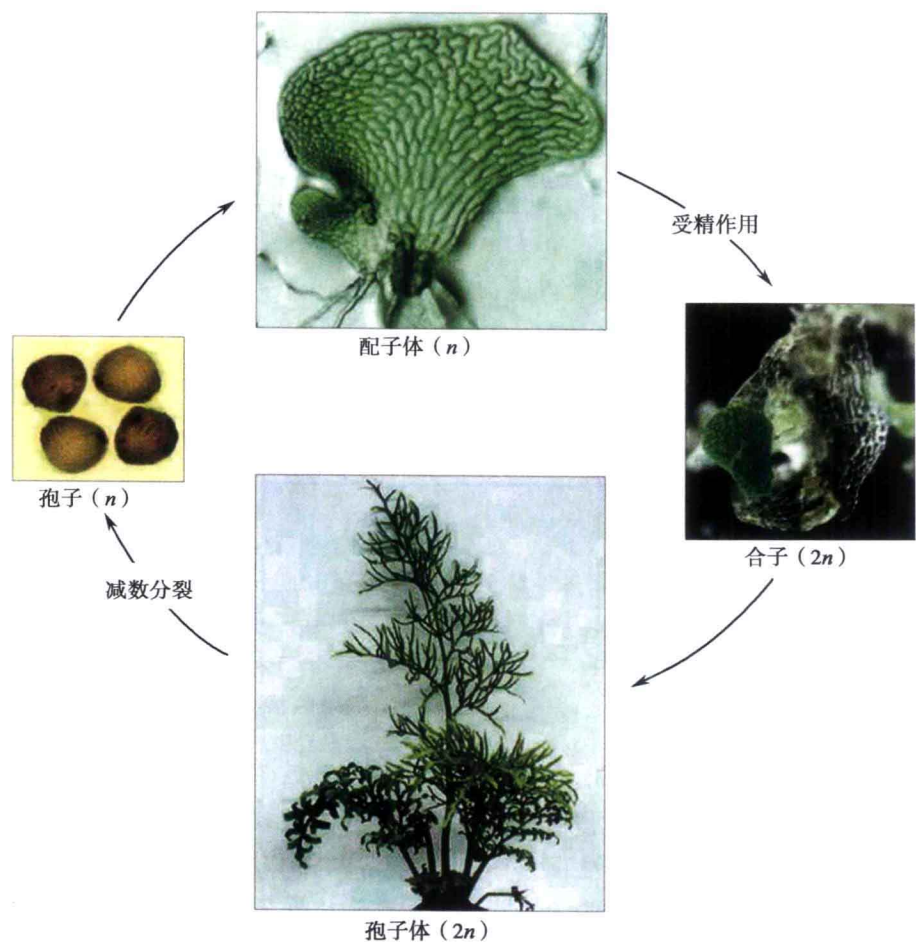 受精作用
配子体（n）
孢子（n）
合子（2n）
减数分裂
孢子体（2n）